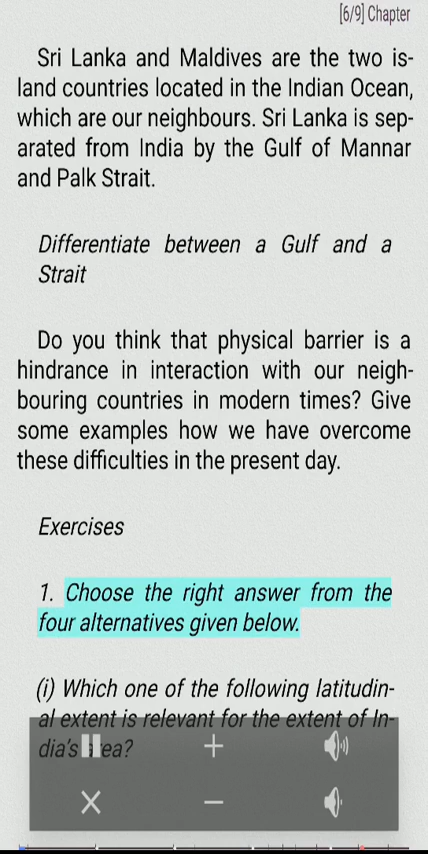 [6/9] Chapter
Sri Lanka and Maldives are the two is-
land countries located in the Indian Ocean,
which are our neighbours. Sri Lanka is sep-
arated from India by the Gulf of Mannar
and Palk Strait.
Differentiate between a Gulf and a
Strait
Do you think that physical barrier is a
hindrance in interaction with our neigh-
bouring countries in modern times? Give
some examples how we have overcome
these difficulties in the present day.
Exercises
1. Choose the right answer from the
four alternatives given below.
(i) Which one of the following latitudin-
al extent is relevant for the extent of In-
dia's area?